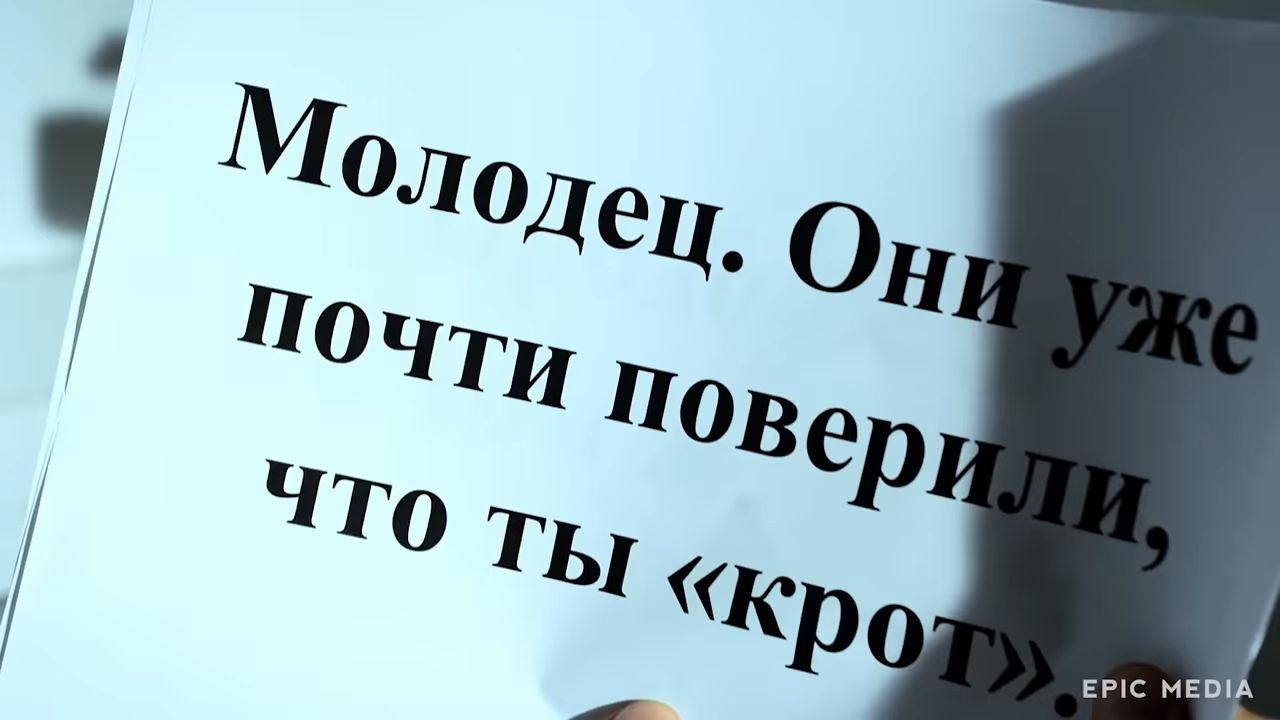 Молодец. Они уже
почти поверили,
что ты «крот».
EPIC MEDIA